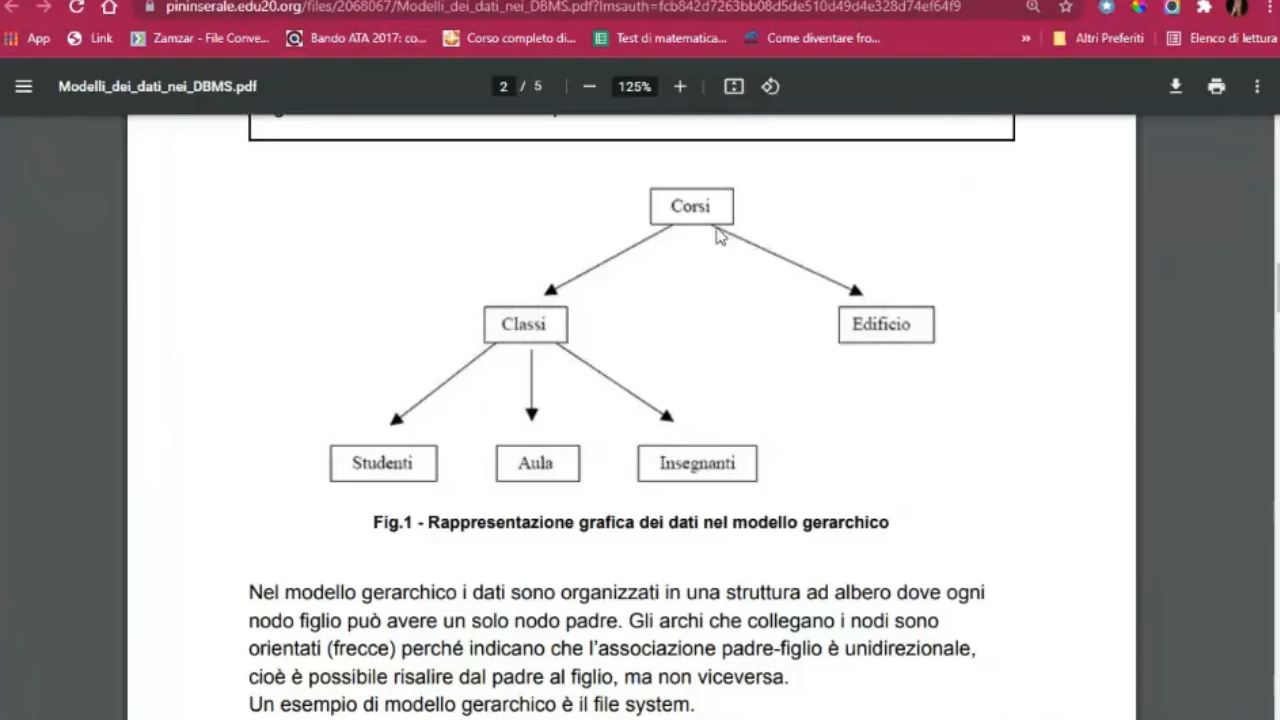 pininserale.edu20.org/files/2068067/Modelli_dei_dati_nei_DBMS.pdf?lmsauth=fcb842d7263bb08d5de510d49d4e328d74ef64f9
App Link Zamzar - File Conve... Bando ATA 2017: co... Corso completo di... Test di matematica... Come diventare fro... » Altri Preferiti Elenco di lettura
Modelli_dei_dati_nei_DBMS.pdf 2 / 5 − 125% +
Corsi
Classi Edificio
Studenti Aula Insegnanti
Fig.1 - Rappresentazione grafica dei dati nel modello gerarchico
Nel modello gerarchico i dati sono organizzati in una struttura ad albero dove ogni
nodo figlio può avere un solo nodo padre. Gli archi che collegano i nodi sono
orientati (frecce) perché indicano che l'associazione padre-figlio è unidirezionale,
cioè è possibile risalire dal padre al figlio, ma non viceversa.
Un esempio di modello gerarchico è il file system.